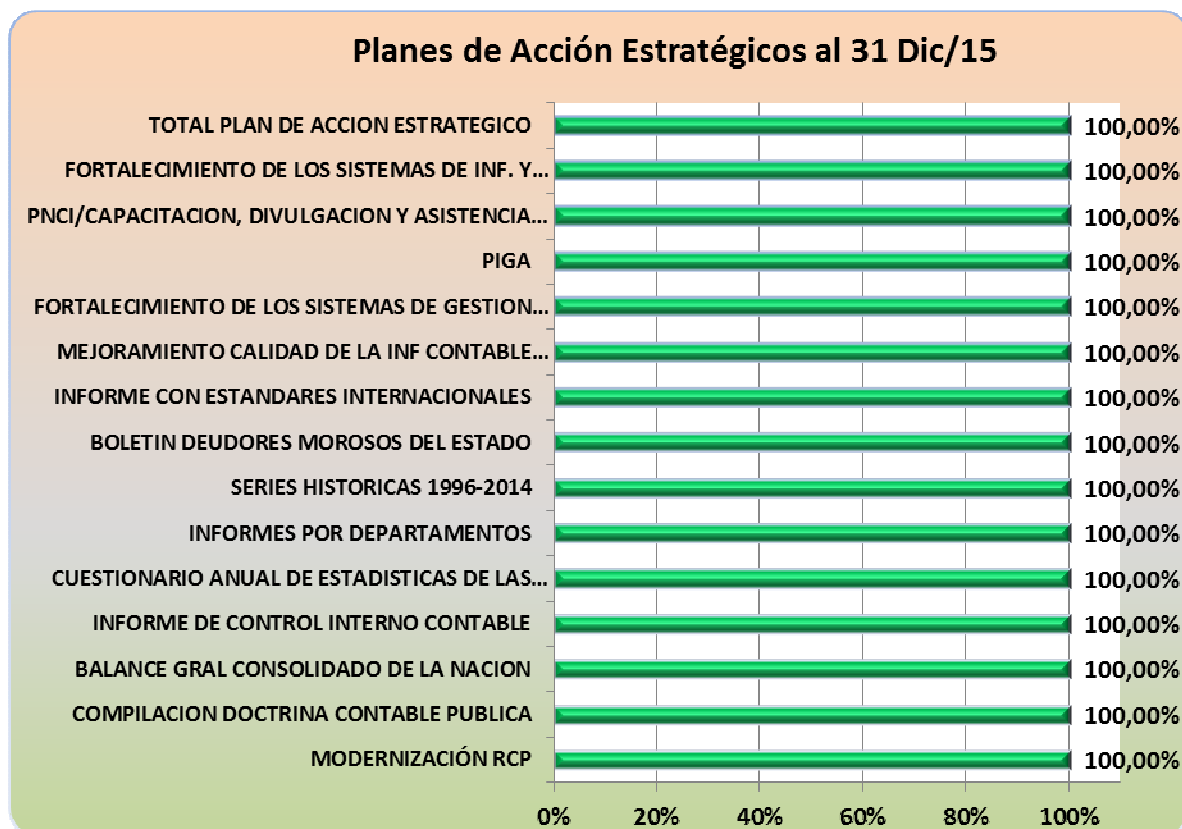 Planes de Acción Estratégicos al 31 Dic/15
TOTAL PLAN DE ACCION ESTRATEGICO 100,00%
FORTALECIMIENTO DE LOS SISTEMAS DE INF. Y... 100,00%
PNCI/CAPACITACION, DIVULGACION Y ASISTENCIA... 100,00%
PIGA 100,00%
FORTALECIMIENTO DE LOS SISTEMAS DE GESTION... 100,00%
MEJORAMIENTO CALIDAD DE LA INF CONTABLE... 100,00%
INFORME CON ESTANDARES INTERNACIONALES 100,00%
BOLETIN DEUDORES MOROSOS DEL ESTADO 100,00%
SERIES HISTORICAS 1996-2014 100,00%
INFORMES POR DEPARTAMENTOS 100,00%
CUESTIONARIO ANUAL DE ESTADISTICAS DE LAS... 100,00%
INFORME DE CONTROL INTERNO CONTABLE 100,00%
BALANCE GRAL CONSOLIDADO DE LA NACION 100,00%
COMPILACION DOCTRINA CONTABLE PUBLICA 100,00%
MODERNIZACIÓN RCP 100,00%
0% 20% 40% 60% 80% 100%